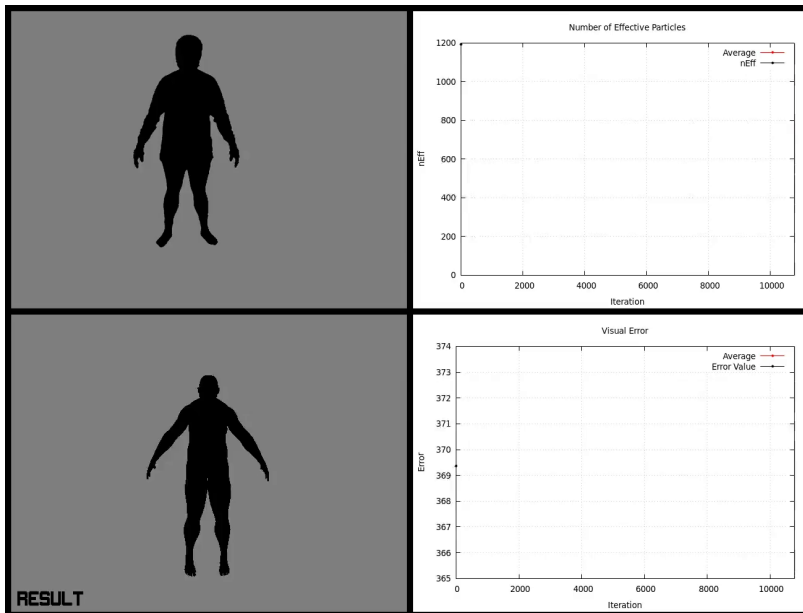 Number of Effective Particles
1200
1000
800
600
400
200
0
nEff
Average
nEff
0 2000 4000 6000 8000 10000
Iteration
Visual Error
374
373
372
371
370
369
368
367
366
365
Error
Average
Error Value
0 2000 4000 6000 8000 10000
Iteration
RESULT